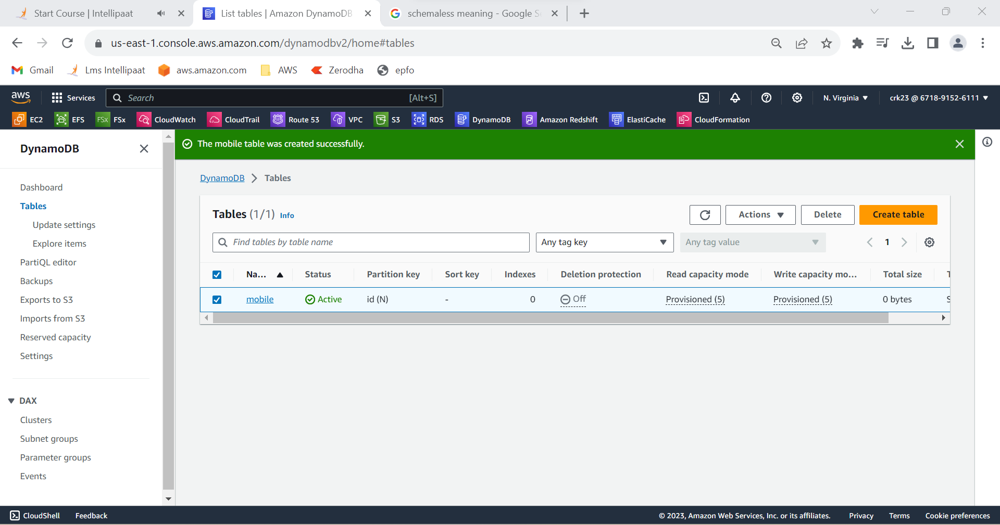 Start Course | Intellipaat
List tables | Amazon DynamoDB
schemaless meaning - Google Se
us-east-1.console.aws.amazon.com/dynamodbv2/home#tables
Gmail
Lms Intellipaat
aws.amazon.com
AWS
Zerodha
epfo
aws
Services
Search
[Alt+S]
N. Virginia
crk23 @ 6718-9152-6111
EC2
EFS
FSx
FSx
CloudWatch
CloudTrail
Route 53
VPC
S3
RDS
DynamoDB
Amazon Redshift
ElastiCache
CloudFormation
DynamoDB
Dashboard
Tables
Update settings
Explore items
PartiQL editor
Backups
Exports to S3
Imports from S3
Reserved capacity
Settings
DAX
Clusters
Subnet groups
Parameter groups
Events
The mobile table was created successfully.
DynamoDB
Tables
Tables (1/1) Info
Actions
Delete
Create table
Find tables by table name
Any tag key
Any tag value
1
Na...
Status
Partition key
Sort key
Indexes
Deletion protection
Read capacity mode
Write capacity mo...
Total size
mobile
Active
id (N)
-
0
Off
Provisioned (5)
Provisioned (5)
0 bytes
CloudShell
Feedback
© 2023, Amazon Web Services, Inc. or its affiliates.
Privacy
Terms
Cookie preferences